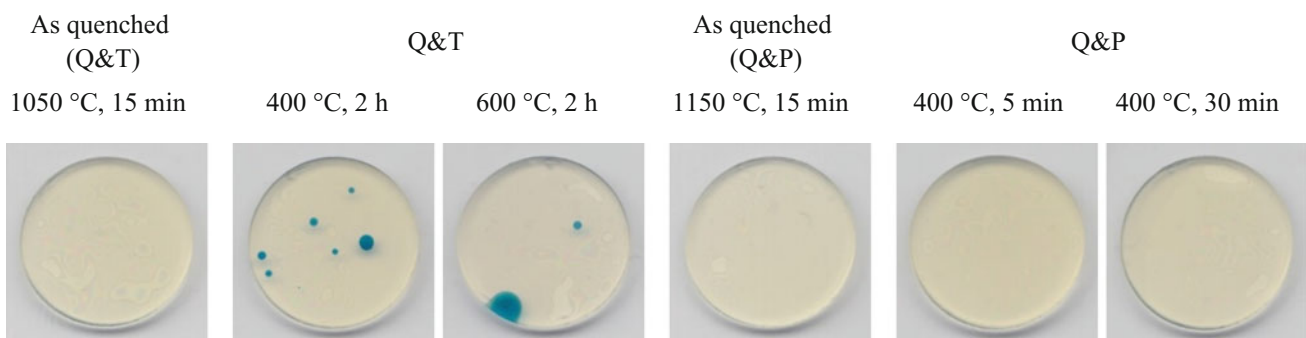 As quenched
(Q&T)
Q&T
As quenched
(Q&P)
Q&P
1050 °C, 15 min
400 °C, 2 h
600 °C, 2 h
1150 °C, 15 min
400 °C, 5 min
400 °C, 30 min